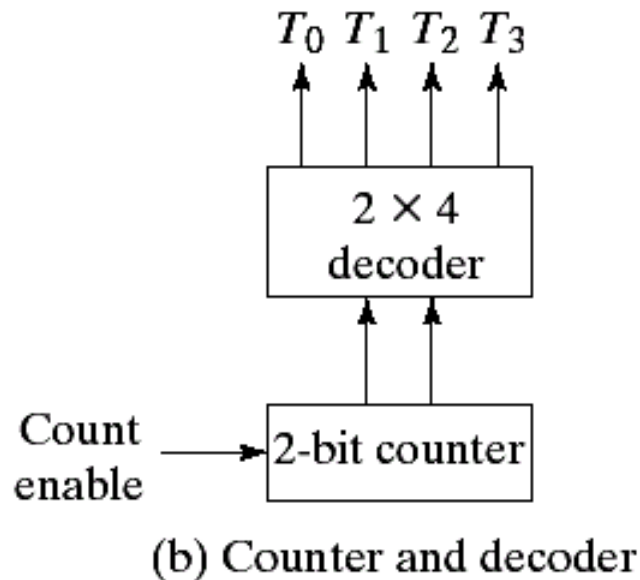 T₀ T₁ T₂ T₃
2 × 4
decoder
Count
enable
2-bit counter
(b) Counter and decoder